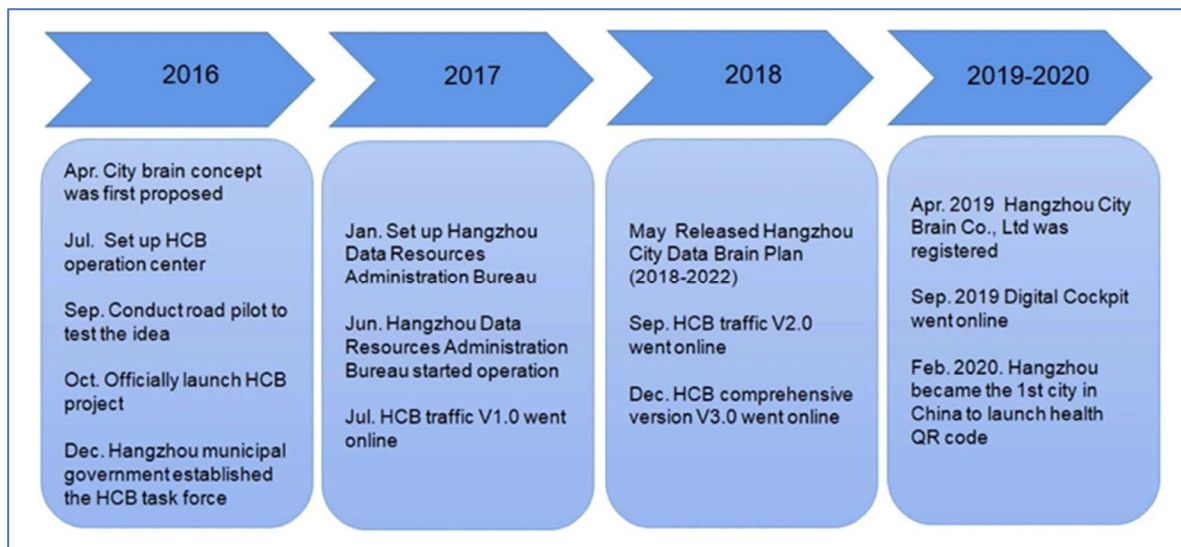 2016
Apr. City brain concept
was first proposed
Jul. Set up HCB
operation center
Sep. Conduct road pilot to
test the idea
Oct. Officially launch HCB
project
Dec. Hangzhou municipal
government established
the HCB task force
2017
Jan. Set up Hangzhou
Data Resources
Administration Bureau
Jun. Hangzhou Data
Resources Administration
Bureau started operation
Jul. HCB traffic V1.0 went
online
2018
May Released Hangzhou
City Data Brain Plan
(2018-2022)
Sep. HCB traffic V2.0
went online
Dec. HCB comprehensive
version V3.0 went online
2019-2020
Apr. 2019 Hangzhou City
Brain Co., Ltd was
registered
Sep. 2019 Digital Cockpit
went online
Feb. 2020. Hangzhou
became the 1st city in
China to launch health
QR code